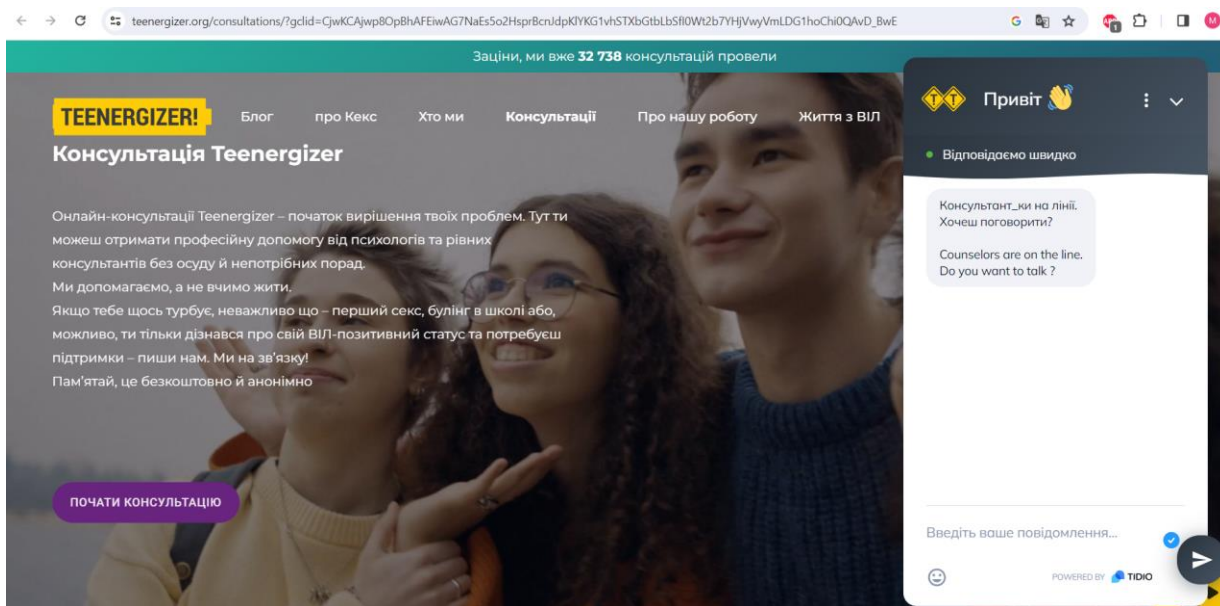 teenergizer.org/consultations/?gclid=CjwKCAjwp8OpBhAFEiwAG7NaEs5o2HsprBcnJdpKlYKG1vhSTXbGtbLbSfl0Wt2b7YHjVwyVmLDG1hoChi0QAvD_BwE
Заціни, ми вже 32 738 консультацій провели
TEENERGIZER!
Блог
про Кекс
Хто ми
Консультації
Про нашу роботу
Життя з ВІЛ
Консультація Teenergizer
Онлайн-консультації Teenergizer – початок вирішення твоїх проблем. Тут ти
можеш отримати професійну допомогу від психологів та рівних
консультантів без осуду й непотрібних порад.
Ми допомагаємо, а не вчимо жити.
Якщо тебе щось турбує, неважливо що – перший секс, булінг в школі або,
можливо, ти тільки дізнався про свій ВІЛ-позитивний статус та потребуєш
підтримки – пиши нам. Ми на зв’язку!
Пам’ятай, це безкоштовно й анонімно
ПОЧАТИ КОНСУЛЬТАЦІЮ
Привіт 👋
Відповідаємо швидко
Консультант_ки на лінії.
Хочеш поговорити?
Counselors are on the line.
Do you want to talk ?
Введіть ваше повідомлення...
POWERED BY TIDIO